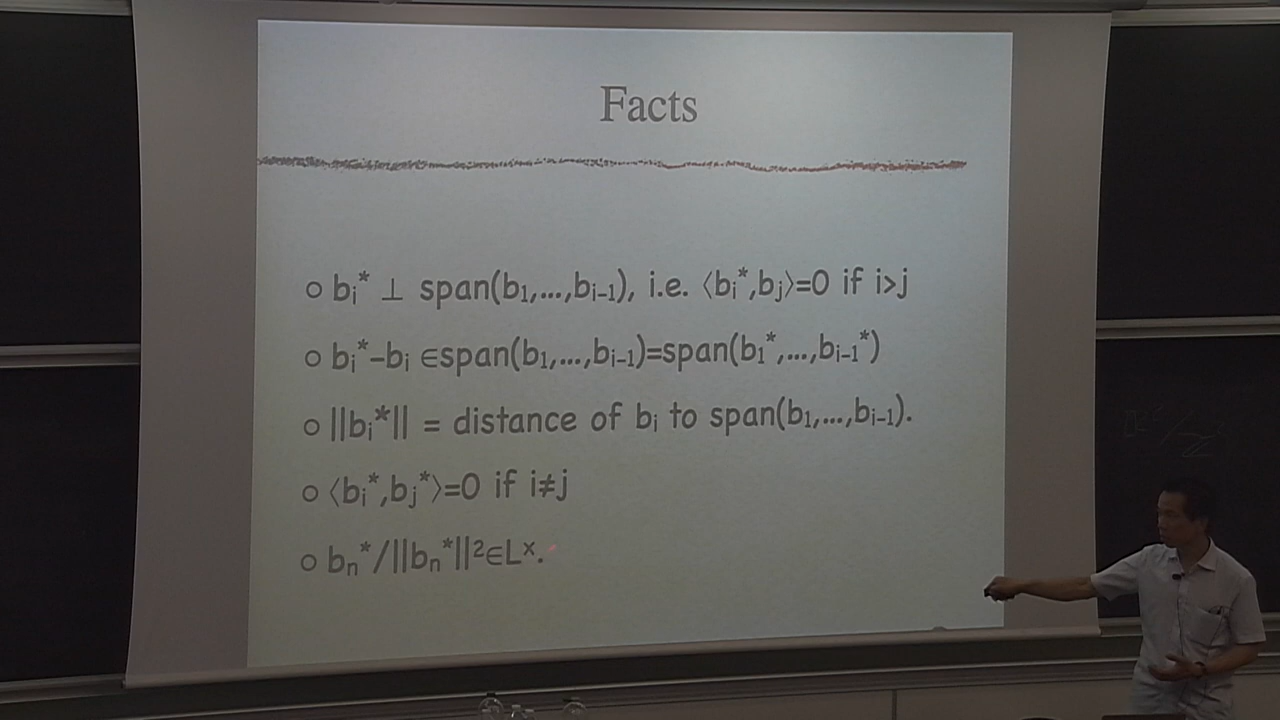 Facts
○ bᵢ* ⊥ span(b₁,...,bᵢ₋₁), i.e. ⟨bᵢ*,bⱼ⟩=0 if i>j
○ bᵢ*-bᵢ ∈span(b₁,...,bᵢ₋₁)=span(b₁*,...,bᵢ₋₁*)
○ ||bᵢ*|| = distance of bᵢ to span(b₁,...,bᵢ₋₁).
○ ⟨bᵢ*,bⱼ*⟩=0 if i≠j
○ bₙ*/||bₙ*||²∈Lˣ.